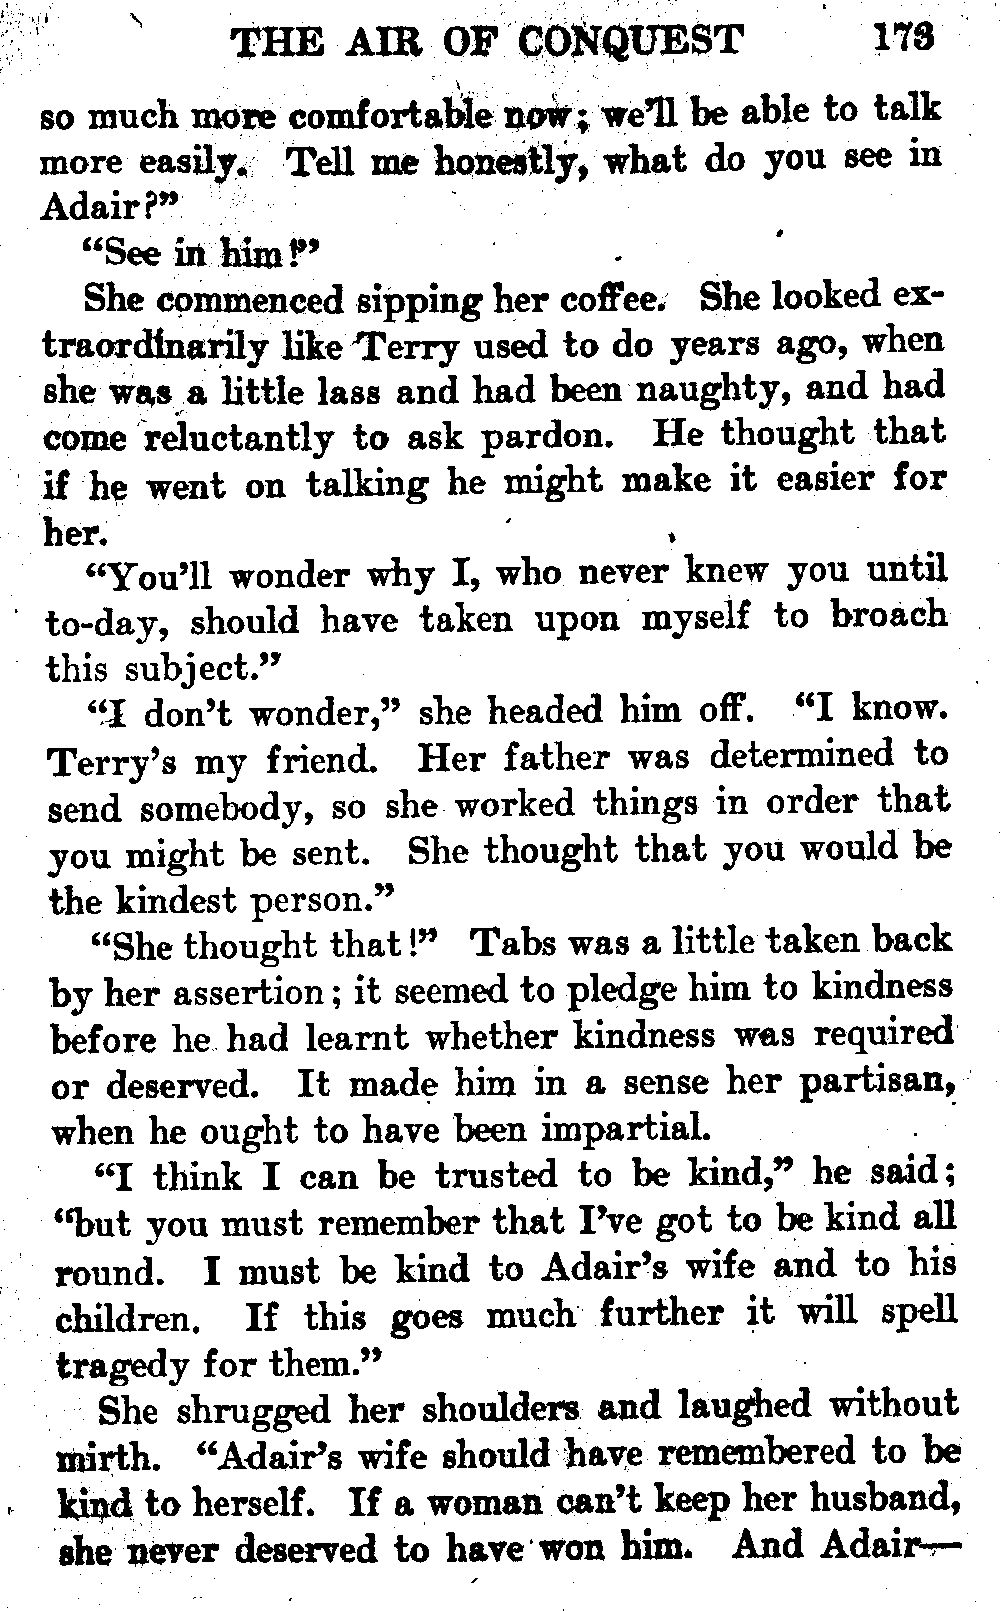 THE AIR OF CONQUEST 173
so much more comfortable now; we'll be able to talk
more easily. Tell me honestly, what do you see in
Adair?"
"See in him!"
She commenced sipping her coffee. She looked ex-
traordinarily like Terry used to do years ago, when
she was a little lass and had been naughty, and had
come reluctantly to ask pardon. He thought that
if he went on talking he might make it easier for
her.
"You'll wonder why I, who never knew you until
to-day, should have taken upon myself to broach
this subject."
"I don't wonder," she headed him off. "I know.
Terry's my friend. Her father was determined to
send somebody, so she worked things in order that
you might be sent. She thought that you would be
the kindest person."
"She thought that!" Tabs was a little taken back
by her assertion; it seemed to pledge him to kindness
before he had learnt whether kindness was required
or deserved. It made him in a sense her partisan,
when he ought to have been impartial.
"I think I can be trusted to be kind," he said;
"but you must remember that I've got to be kind all
round. I must be kind to Adair's wife and to his
children. If this goes much further it will spell
tragedy for them."
She shrugged her shoulders and laughed without
mirth. "Adair's wife should have remembered to be
kind to herself. If a woman can't keep her husband,
she never deserved to have won him. And Adair—